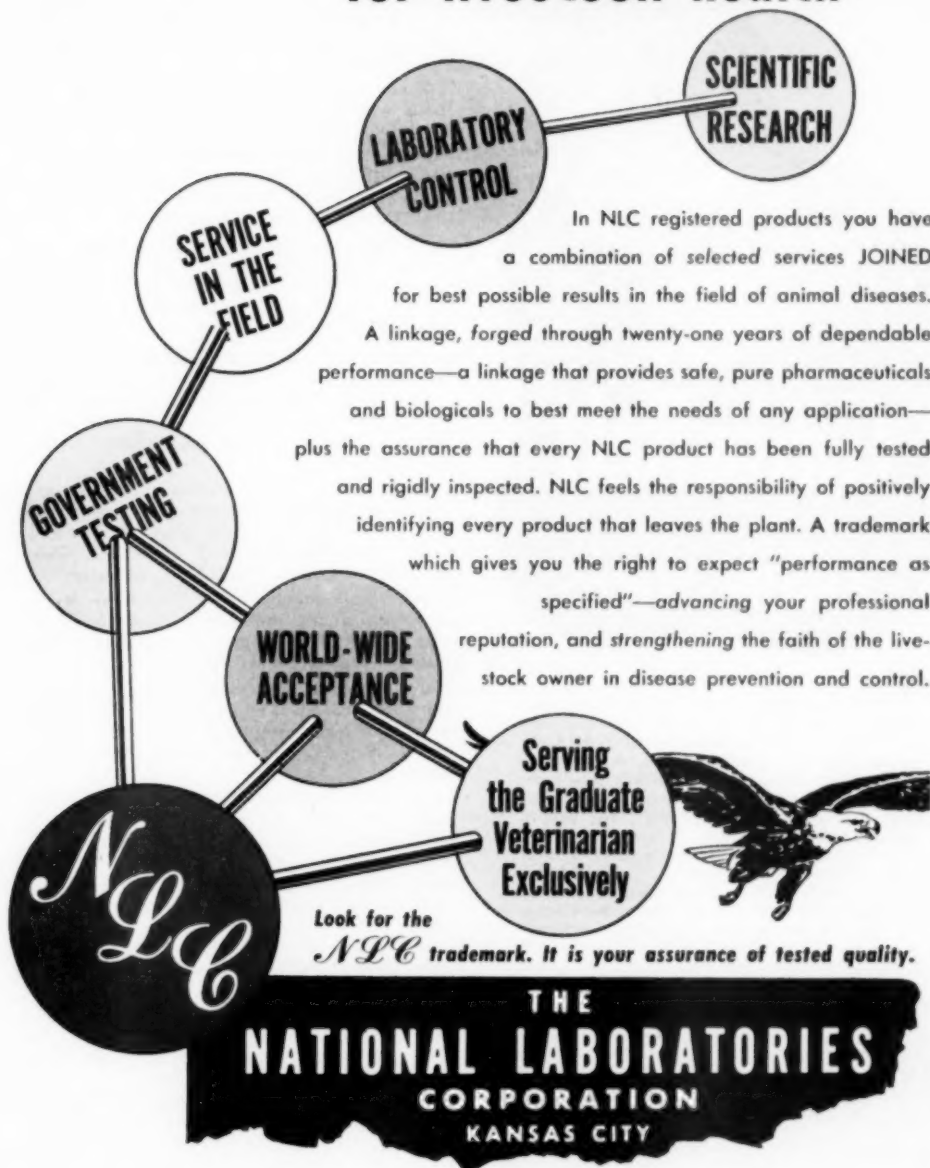 SCIENTIFIC
RESEARCH
LABORATORY
CONTROL
SERVICE
IN THE
FIELD
In NLC registered products you have
a combination of selected services JOINED
for best possible results in the field of animal diseases.
A linkage, forged through twenty-one years of dependable
performance—a linkage that provides safe, pure pharmaceuticals
and biologicals to best meet the needs of any application—
plus the assurance that every NLC product has been fully tested
and rigidly inspected. NLC feels the responsibility of positively
identifying every product that leaves the plant. A trademark
which gives you the right to expect "performance as
specified"—advancing your professional
reputation, and strengthening the faith of the live-
stock owner in disease prevention and control.
GOVERNMENT
TESTING
WORLD-WIDE
ACCEPTANCE
Serving
the Graduate
Veterinarian
Exclusively
NLC
Look for the
NLC trademark. It is your assurance of tested quality.
THE
NATIONAL LABORATORIES
CORPORATION
KANSAS CITY